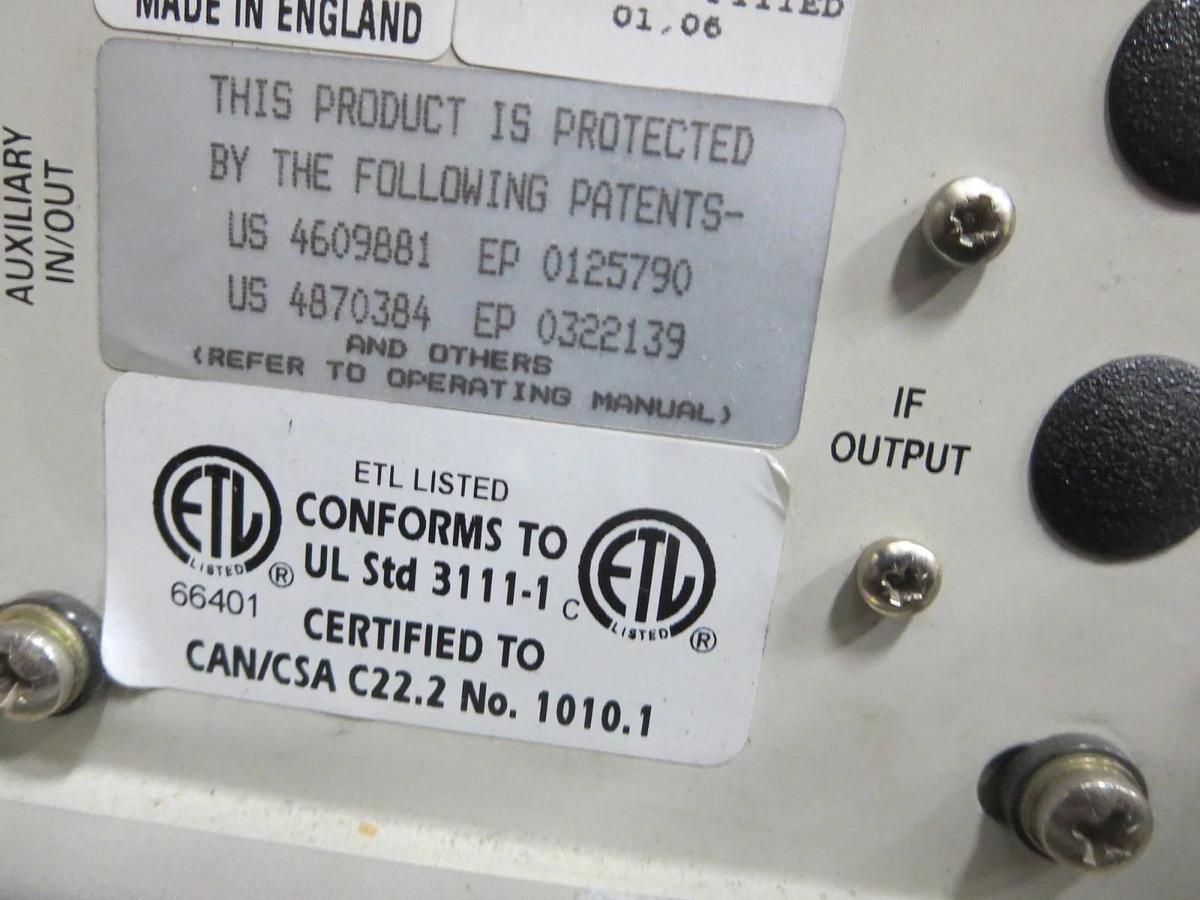 MADE IN ENGLAND
01,06
AUXILIARY
IN/OUT
THIS PRODUCT IS PROTECTED
BY THE FOLLOWING PATENTS-
US 4609881 EP 0125790
US 4870384 EP 0322139
AND OTHERS
(REFER TO OPERATING MANUAL)
IF
OUTPUT
ETL LISTED
CONFORMS TO
UL Std 3111-1
ETL
LISTED
®
66401
C
ETL
LISTED
®
CERTIFIED TO
CAN/CSA C22.2 No. 1010.1